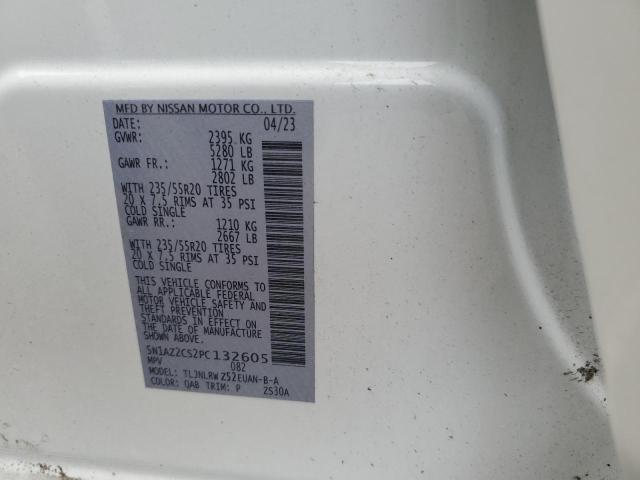 MFD BY NISSAN MOTOR CO., LTD.
DATE: 04/23
GVWR: 2395 KG
5280 LB
GAWR FR.: 1271 KG
2802 LB
WITH 235/55R20 TIRES
20 x 7.5 RIMS AT 35 PSI
COLD SINGLE
GAWR RR.: 1210 KG
2667 LB
WITH 235/55R20 TIRES
20 x 7.5 RIMS AT 35 PSI
COLD SINGLE
THIS VEHICLE CONFORMS TO
ALL APPLICABLE FEDERAL
MOTOR VEHICLE SAFETY AND
THEFT PREVENTION
STANDARDS IN EFFECT ON
THE DATE OF MANUFACTURE
SHOWN ABOVE.
5N1AZ2CS2PC132605
MPV 082
TYPE: TLJNLRW Z52EUAN-B-A
COLOR: QAB TRIM: P ZS30A